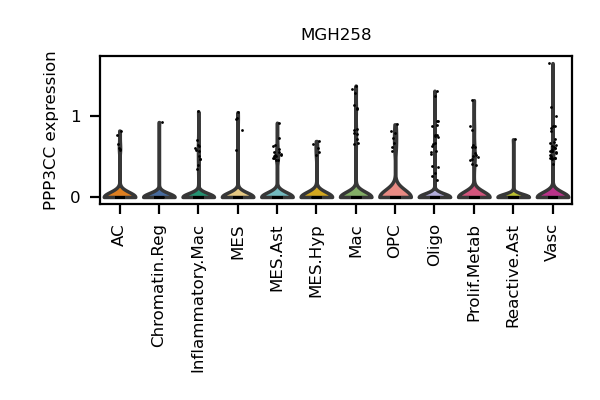 MGH258
PPP3CC expression
1
0
AC
Chromatin.Reg
Inflammatory.Mac
MES
MES.Ast
MES.Hyp
Mac
OPC
Oligo
Prolif.Metab
Reactive.Ast
Vasc